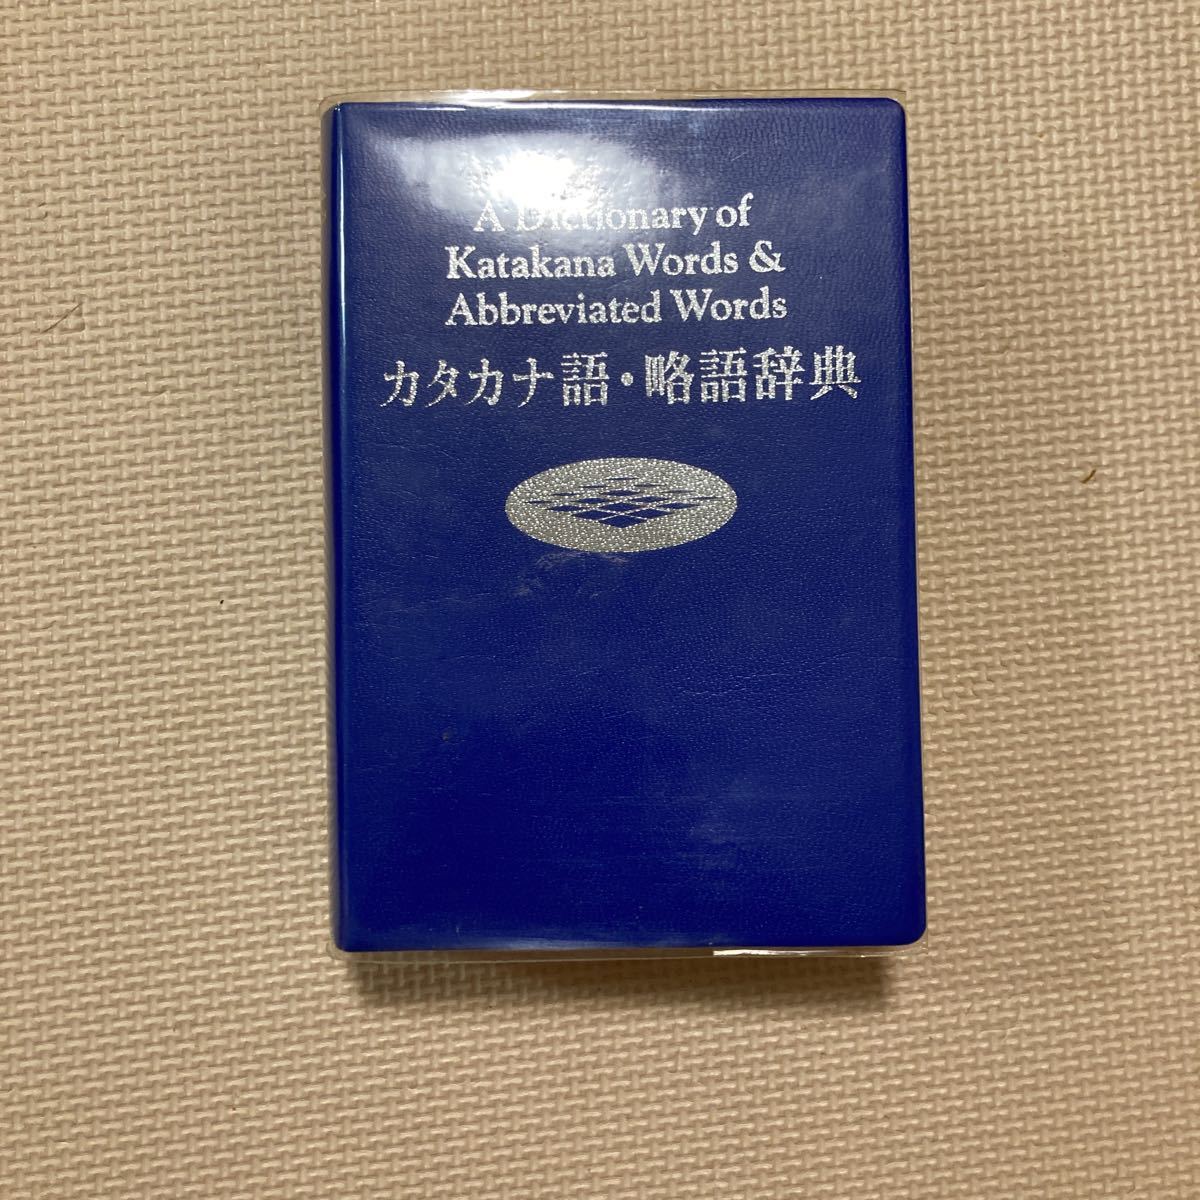 A Dictionary of
Katakana Words &
Abbreviated Words
カタカナ語・略語辞典